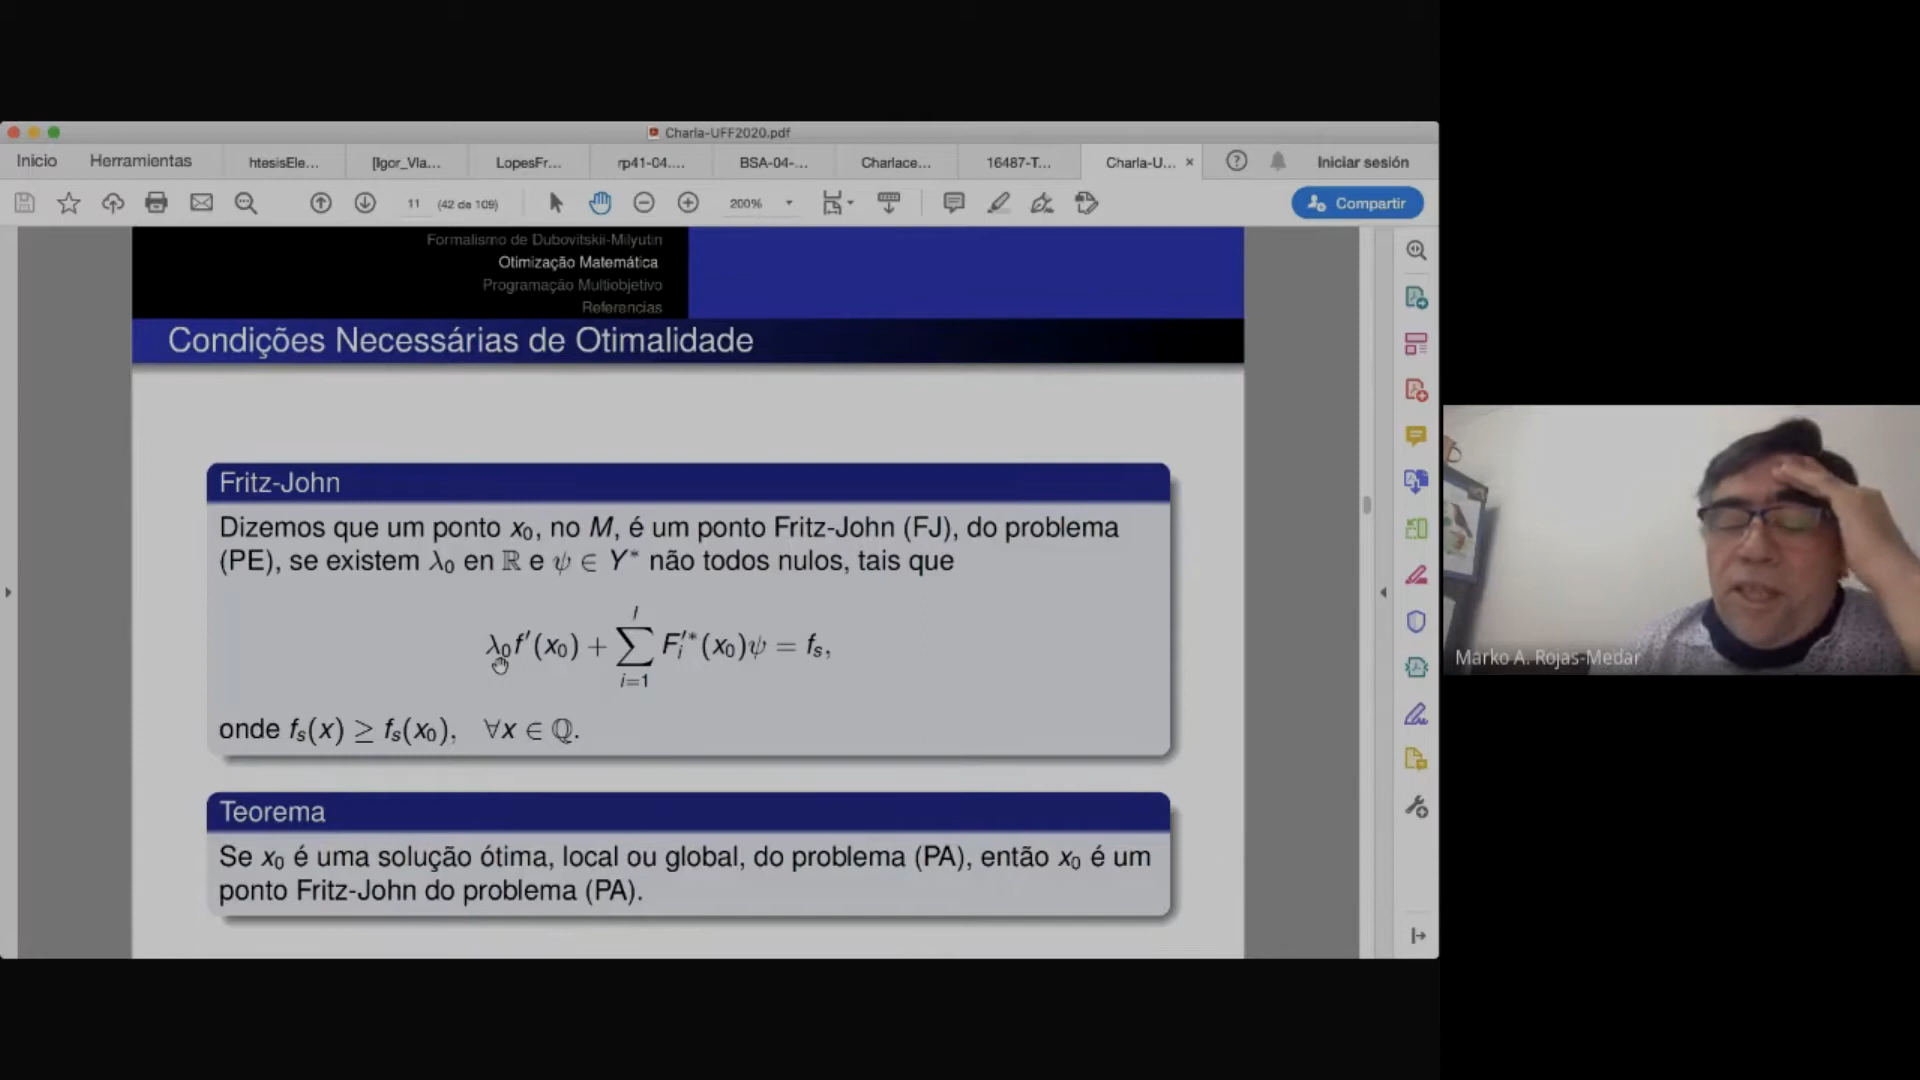 Charla-UFF2020.pdf
Inicio Herramientas htesisEle... [Igor_Vla... LopesFr... rp41-04.... BSA-04-... Charlace... 16487-T... Charla-U... × Iniciar sesión
11 (42 de 109) 200% Compartir
Formalismo de Dubovitskii-Milyutin
Otimização Matemática
Programação Multiobjetivo
Referencias
Condições Necessárias de Otimalidade
Fritz-John
Dizemos que um ponto x₀, no M, é um ponto Fritz-John (FJ), do problema
(PE), se existem λ₀ en ℝ e ψ ∈ Y* não todos nulos, tais que
λ₀f′(x₀) + ∑_{i=1}^{l} F_i′*(x₀)ψ = fₛ,
onde fₛ(x) ≥ fₛ(x₀), ∀x ∈ ℚ.
Teorema
Se x₀ é uma solução ótima, local ou global, do problema (PA), então x₀ é um
ponto Fritz-John do problema (PA).
Marko A. Rojas-Medar